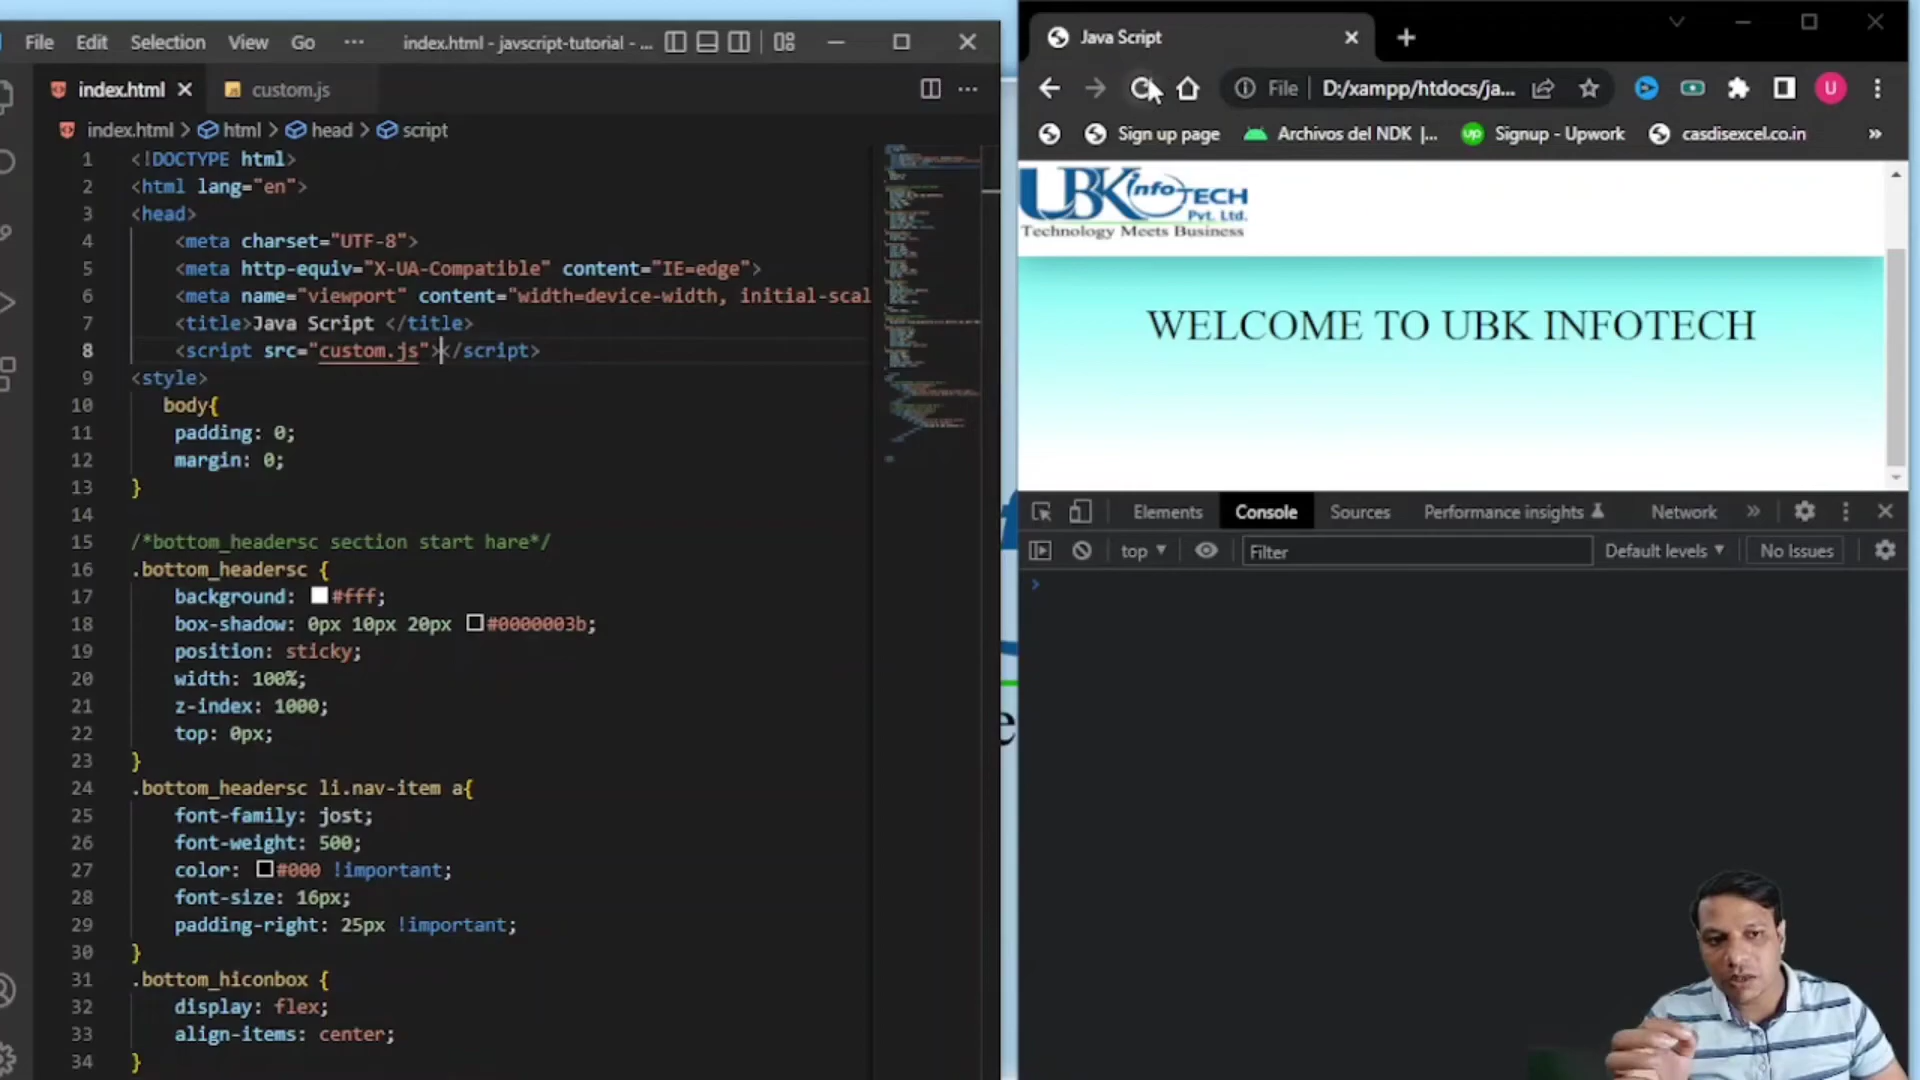 File Edit Selection View Go ··· index.html - javscript-tutorial - ...
index.html custom.js ···
index.html > html > head > script
1 <!DOCTYPE html>
2 <html lang="en">
3 <head>
4 <meta charset="UTF-8">
5 <meta http-equiv="X-UA-Compatible" content="IE=edge">
6 <meta name="viewport" content="width=device-width, initial-scal
7 <title>Java Script </title>
8 <script src="custom.js"></script>
9 <style>
10 body{
11 padding: 0;
12 margin: 0;
13 }
14
15 /*bottom_headersc section start hare*/
16 .bottom_headersc {
17 background: #fff;
18 box-shadow: 0px 10px 20px #0000003b;
19 position: sticky;
20 width: 100%;
21 z-index: 1000;
22 top: 0px;
23 }
24 .bottom_headersc li.nav-item a{
25 font-family: jost;
26 font-weight: 500;
27 color: #000 !important;
28 font-size: 16px;
29 padding-right: 25px !important;
30 }
31 .bottom_hiconbox {
32 display: flex;
33 align-items: center;
34 }
Java Script
File | D:/xampp/htdocs/ja... U
Sign up page Archivos del NDK |... up Signup - Upwork casdisexcel.co.in »
UBK infoTECH
Pvt. Ltd.
Technology Meets Business
WELCOME TO UBK INFOTECH
Elements Console Sources Performance insights Network »
top Filter Default levels No Issues
>
e